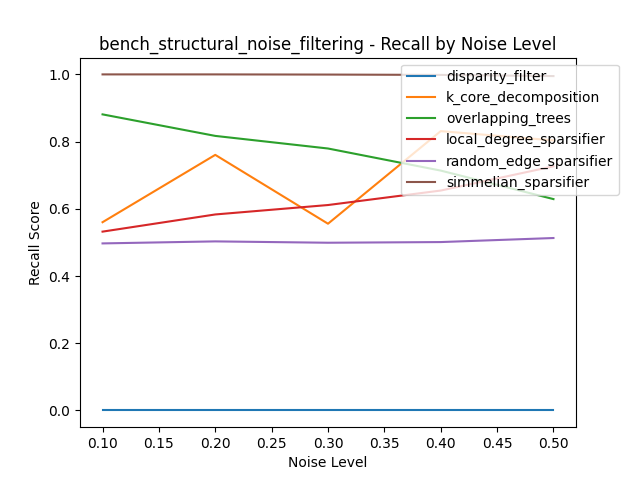 bench_structural_noise_filtering - Recall by Noise Level
disparity_filter
k_core_decomposition
overlapping_trees
local_degree_sparsifier
random_edge_sparsifier
simmelian_sparsifier
Recall Score
1.0
0.8
0.6
0.4
0.2
0.0
0.10 0.15 0.20 0.25 0.30 0.35 0.40 0.45 0.50
Noise Level